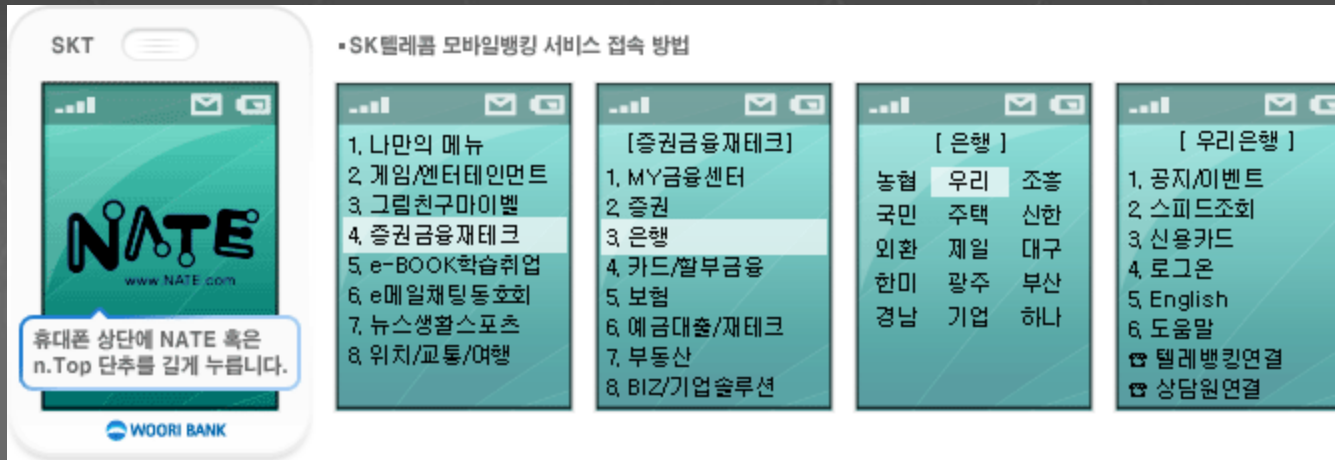 SKT
NATE
www.NATE.com
휴대폰 상단에 NATE 혹은
n.Top 단추를 길게 누릅니다.
WOORI BANK
▪SK텔레콤 모바일뱅킹 서비스 접속 방법
1. 나만의 메뉴
2. 게임/엔터테인먼트
3. 그림친구마이벨
4. 증권금융재테크
5. e-BOOK학습취업
6. e메일채팅동호회
7. 뉴스생활스포츠
8. 위치/교통/여행
[증권금융재테크]
1. MY금융센터
2. 증권
3. 은행
4. 카드/할부금융
5. 보험
6. 예금대출/재테크
7. 부동산
8. BIZ/기업솔루션
[ 은행 ]
농협 우리 조흥
국민 주택 신한
외환 제일 대구
한미 광주 부산
경남 기업 하나
[ 우리은행 ]
1. 공지/이벤트
2. 스피드조회
3. 신용카드
4. 로그온
5. English
6. 도움말
☎ 텔레뱅킹연결
☎ 상담원연결